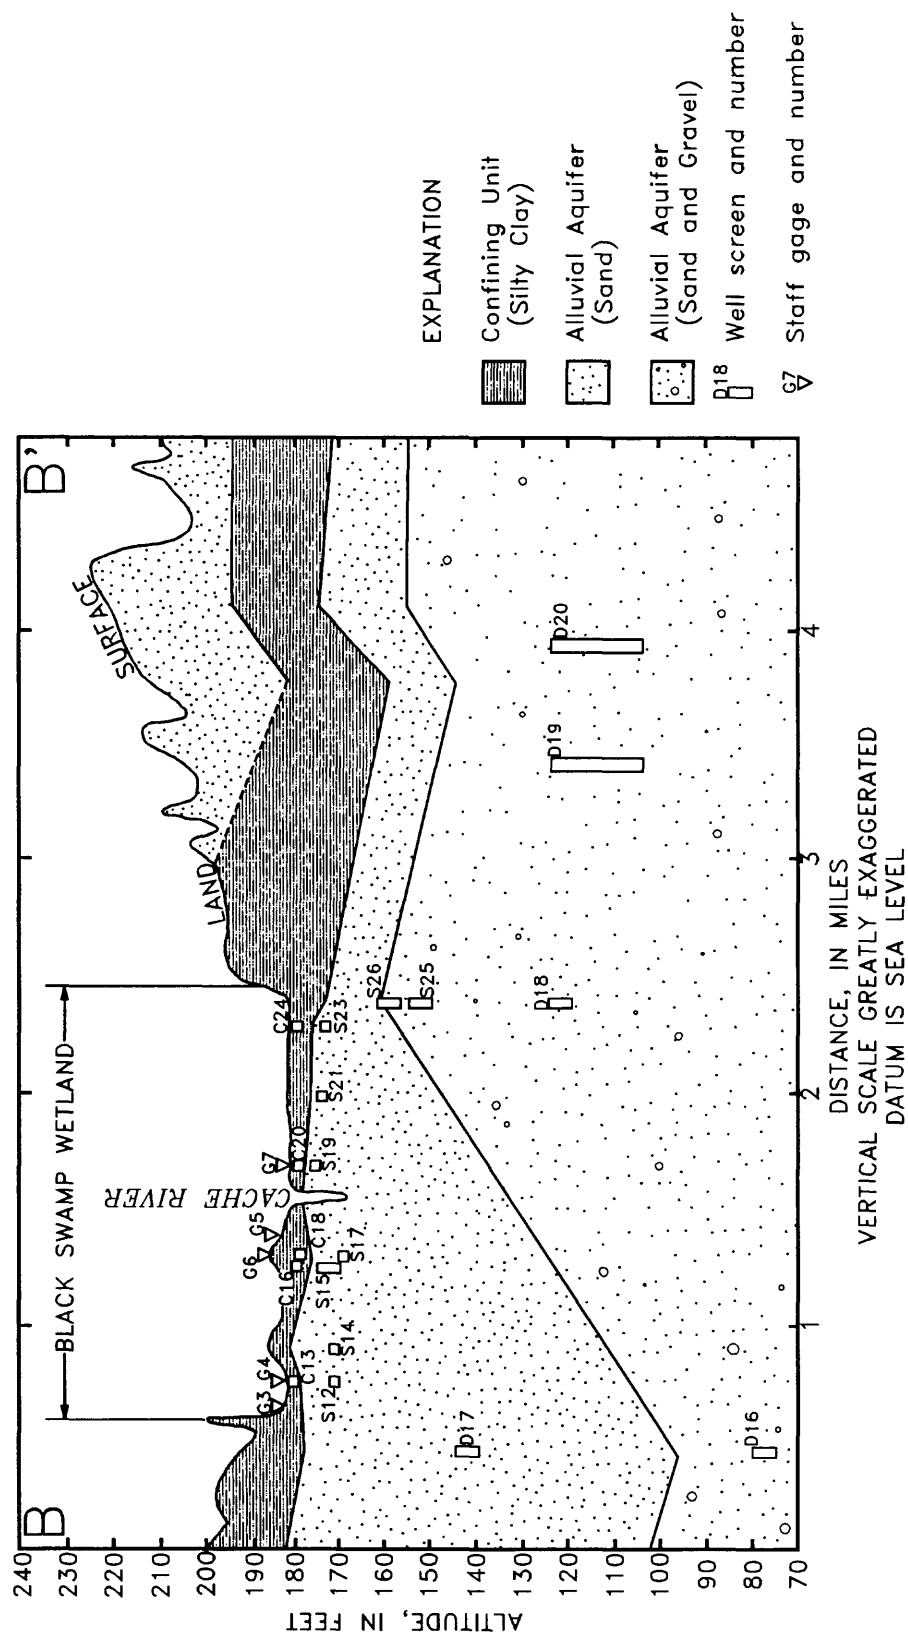 B
B'
BLACK SWAMP WETLAND
LAND
SURFACE
CACHE RIVER
G3
G4
G6
G5
G7
C13
C16
C18
C20
C24
S12
S14
S15
S17
S19
S21
S23
S26
S25
D17
D16
D18
D19
D20
ALTITUDE, IN FEET
240
230
220
210
200
190
180
170
160
150
140
130
120
110
100
90
80
70
1
2
3
4
DISTANCE, IN MILES
VERTICAL SCALE GREATLY EXAGGERATED
DATUM IS SEA LEVEL
EXPLANATION
Confining Unit
(Silty Clay)
Alluvial Aquifer
(Sand)
Alluvial Aquifer
(Sand and Gravel)
D18
Well screen and number
G7
Staff gage and number